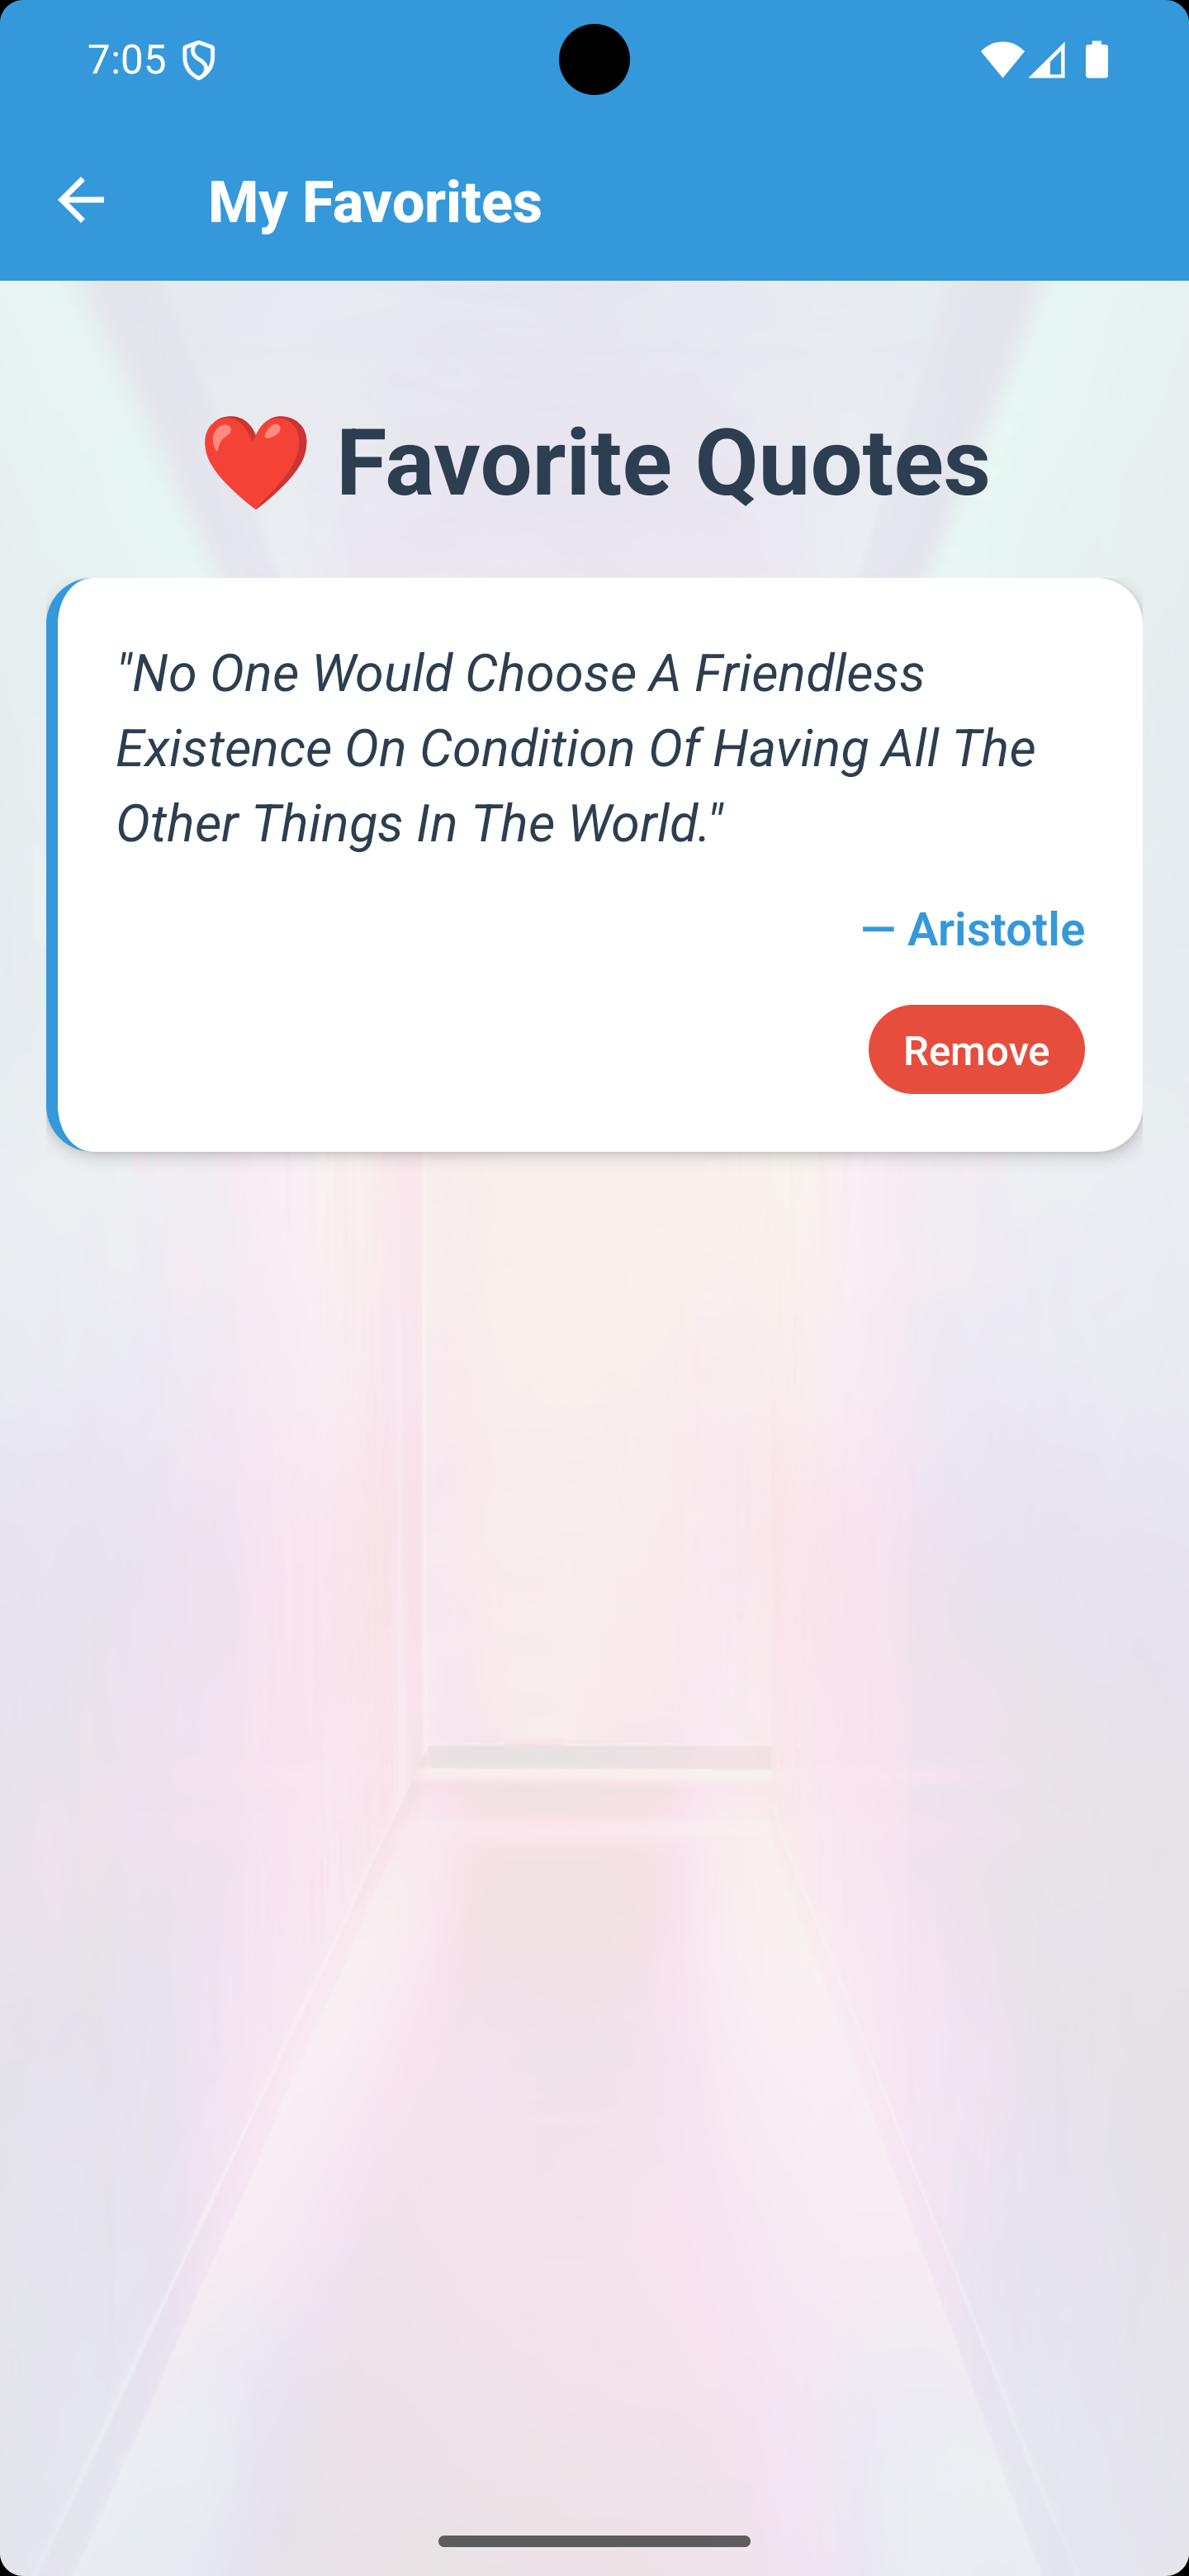 7:05
My Favorites
❤️ Favorite Quotes
"No One Would Choose A Friendless
Existence On Condition Of Having All The
Other Things In The World."
— Aristotle
Remove